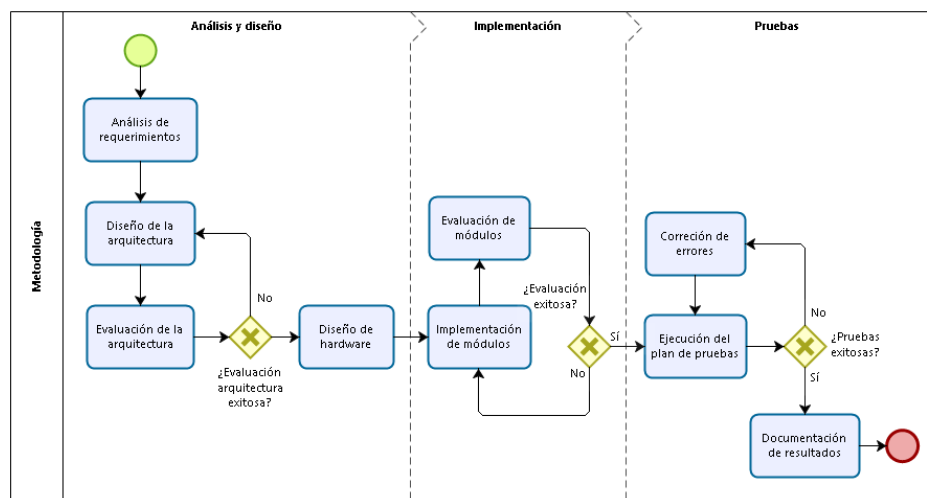 Metodología
Análisis y diseño
Implementación
Pruebas
Análisis de
requerimientos
Diseño de la
arquitectura
No
Evaluación de la
arquitectura
¿Evaluación
arquitectura
exitosa?
Diseño de
hardware
Evaluación de
módulos
¿Evaluación
exitosa?
Implementación
de módulos
Sí
No
Correción de
errores
No
Ejecución del
plan de pruebas
¿Pruebas
exitosas?
Sí
Documentación
de resultados